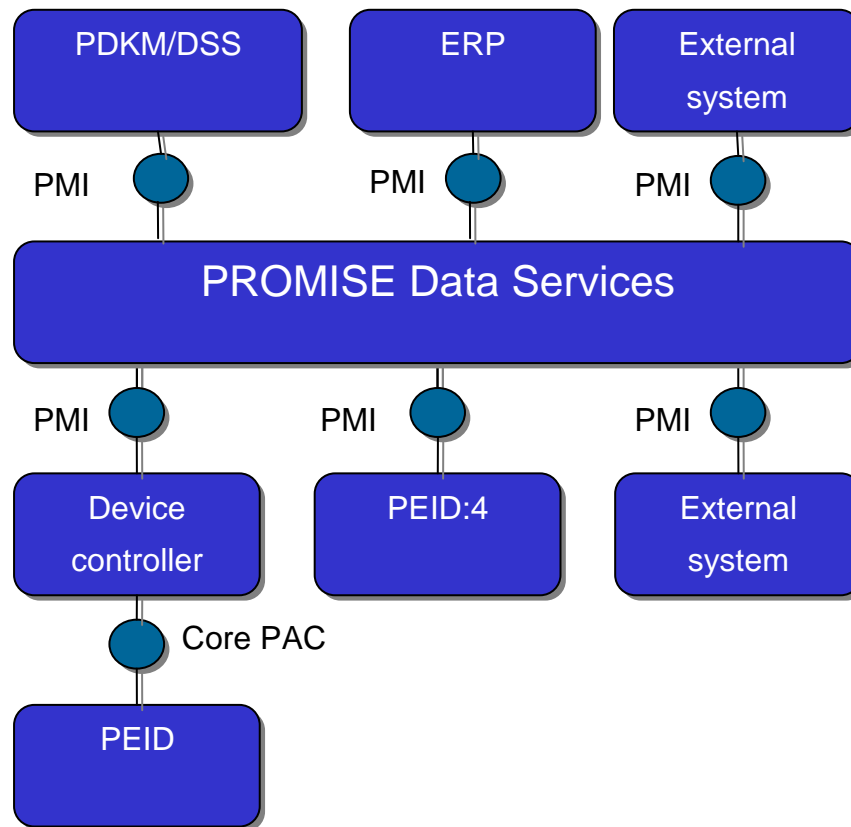 PDKM/DSS
ERP
External
system
PMI
PMI
PMI
PROMISE Data Services
PMI
PMI
PMI
Device
controller
PEID:4
External
system
Core PAC
PEID